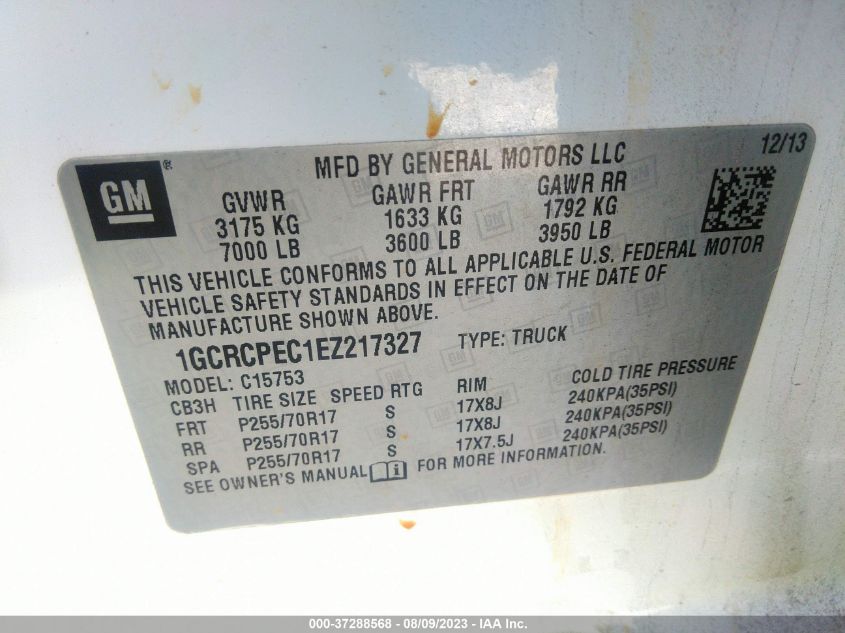 GM ®
MFD BY GENERAL MOTORS LLC
12/13
GVWR GAWR FRT GAWR RR
3175 KG 1633 KG 1792 KG
7000 LB 3600 LB 3950 LB
THIS VEHICLE CONFORMS TO ALL APPLICABLE U.S. FEDERAL MOTOR
VEHICLE SAFETY STANDARDS IN EFFECT ON THE DATE OF
MANUFACTURE SHOWN ABOVE.
1GCRCPEC1EZ217327 TYPE: TRUCK
MODEL: C15753
CB3H TIRE SIZE SPEED RTG RIM COLD TIRE PRESSURE
FRT P255/70R17 S 17X8J 240KPA(35PSI)
RR P255/70R17 S 17X8J 240KPA(35PSI)
SPA P255/70R17 S 17X7.5J 240KPA(35PSI)
SEE OWNER'S MANUAL FOR MORE INFORMATION.
000-37288568 - 08/09/2023 - IAA Inc.